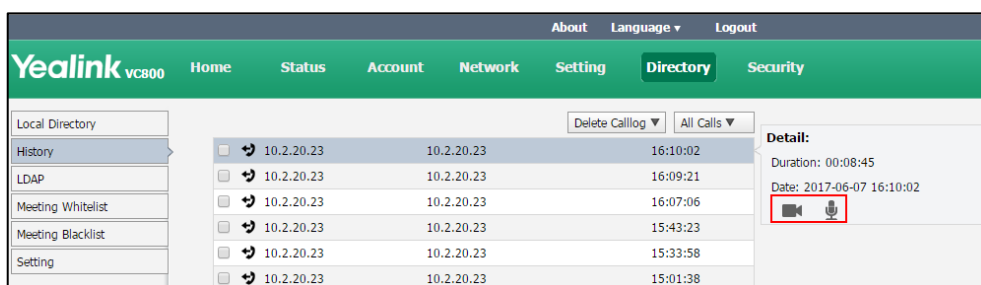 About Language ▾ Logout
Yealink VC800 Home Status Account Network Setting Directory Security
Delete Calllog ▼ All Calls ▼
Local Directory
History
LDAP
Meeting Whitelist
Meeting Blacklist
Setting
10.2.20.23 10.2.20.23 16:10:02
10.2.20.23 10.2.20.23 16:09:21
10.2.20.23 10.2.20.23 16:07:06
10.2.20.23 10.2.20.23 15:43:23
10.2.20.23 10.2.20.23 15:33:58
10.2.20.23 10.2.20.23 15:01:38
Detail:
Duration: 00:08:45
Date: 2017-06-07 16:10:02